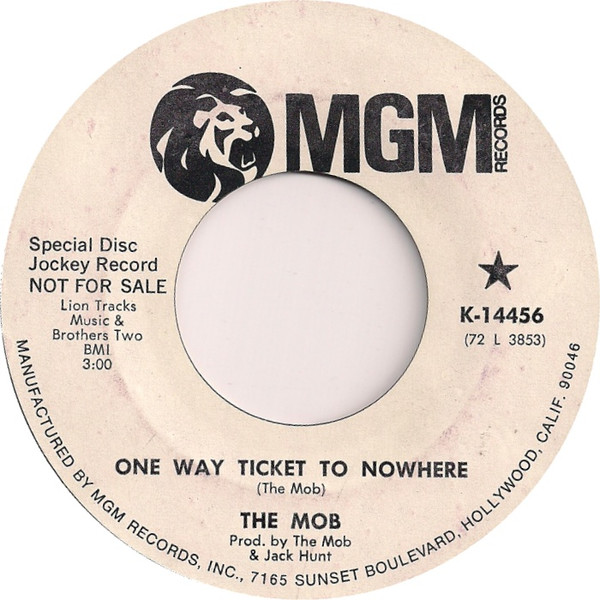 MGM
RECORDS
Special Disc
Jockey Record
NOT FOR SALE
Lion Tracks
Music &
Brothers Two
BMI
3:00
K-14456
(72 L 3853)
ONE WAY TICKET TO NOWHERE
(The Mob)
THE MOB
Prod. by The Mob
& Jack Hunt
MANUFACTURED BY MGM RECORDS, INC., 7165 SUNSET BOULEVARD, HOLLYWOOD, CALIF. 90046